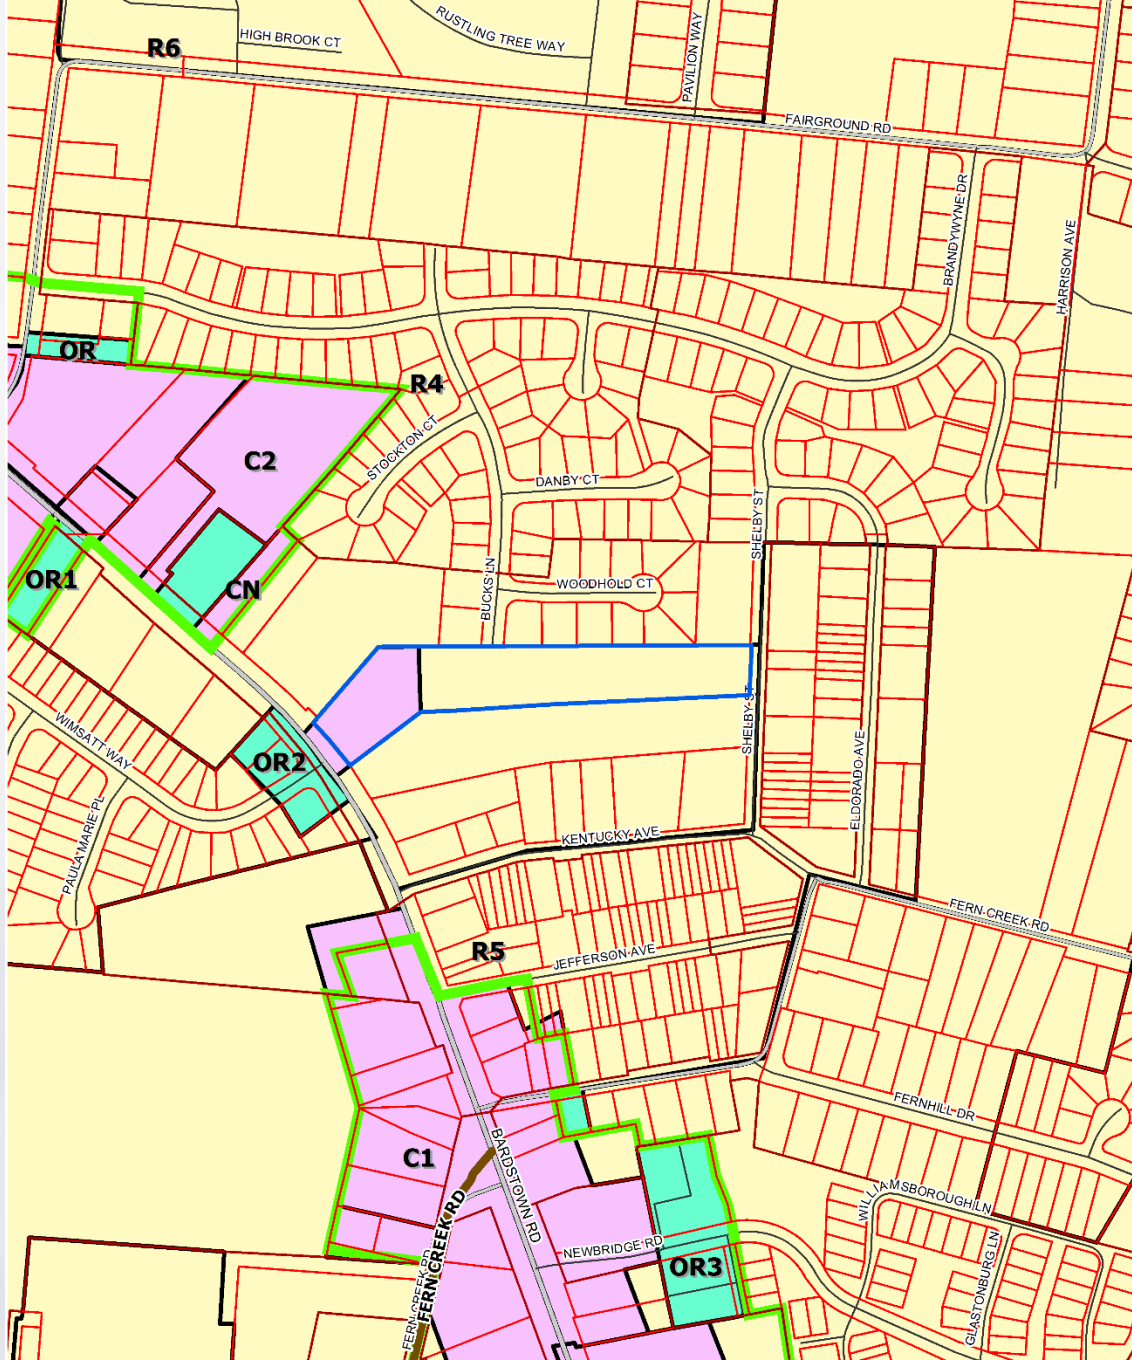 RUSTLING TREE WAY
HIGH BROOK CT
R6
PAVILION WAY
FAIRGROUND RD
BRANDYWYNE DR
HARRISON AVE
OR
R4
STOCKTON CT
C2
DANBY CT
SHELBY ST
OR1
CN
BUCKS LN
WOODHOLD CT
WIMSATT WAY
SHELBY ST
OR2
ELDORADO AVE
PAULA MARIE PL
KENTUCKY AVE
FERN CREEK RD
R5
JEFFERSON AVE
FERNHILL DR
C1
BARDSTOWN RD
WILLIAMSBOROUGH LN
FERN CREEK RD
FERN CREEK RD
NEWBRIDGE RD
GLASTONBURG LN
OR3